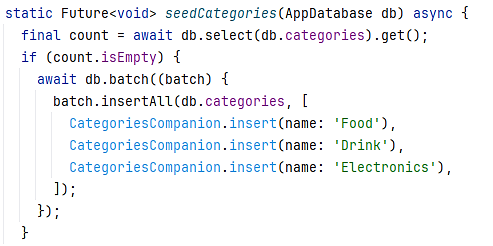 static Future<void> seedCategories(AppDatabase db) async {
  final count = await db.select(db.categories).get();
  if (count.isEmpty) {
    await db.batch((batch) {
      batch.insertAll(db.categories, [
        CategoriesCompanion.insert(name: 'Food'),
        CategoriesCompanion.insert(name: 'Drink'),
        CategoriesCompanion.insert(name: 'Electronics'),
      ]);
    });
  }